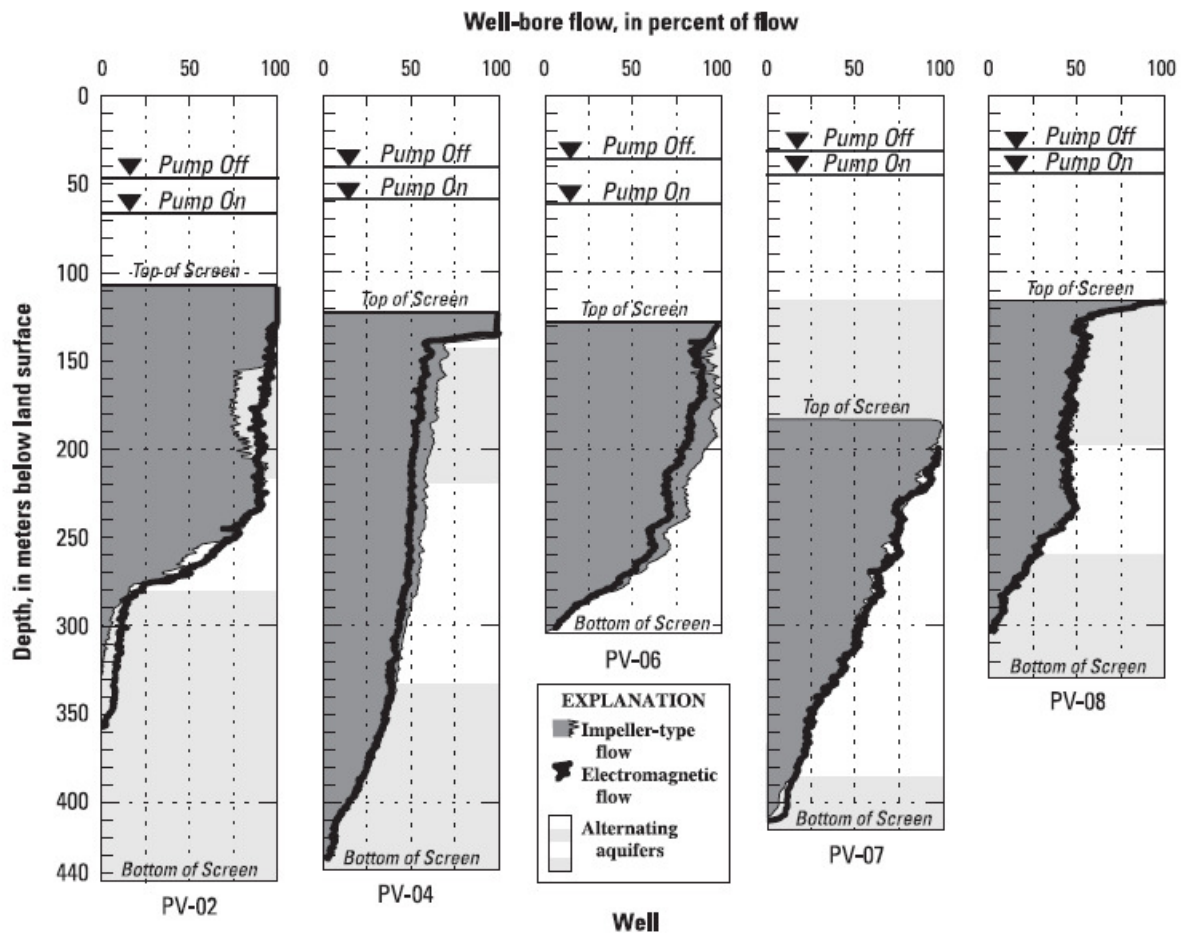 Well-bore flow, in percent of flow
0 50 100 0 50 100 0 50 100 0 50 100 0 50 100
Depth, in meters below land surface
0
50
100
150
200
250
300
350
400
440
Pump Off
Pump On
Top of Screen
Bottom of Screen
PV-02
Pump Off
Pump On
Top of Screen
Bottom of Screen
PV-04
Pump Off.
Pump On
Top of Screen
Bottom of Screen
PV-06
Pump Off
Pump On
Top of Screen
Bottom of Screen
PV-07
Pump Off
Pump On
Top of Screen
Bottom of Screen
PV-08
EXPLANATION
Impeller-type
flow
Electromagnetic
flow
Alternating
aquifers
Well